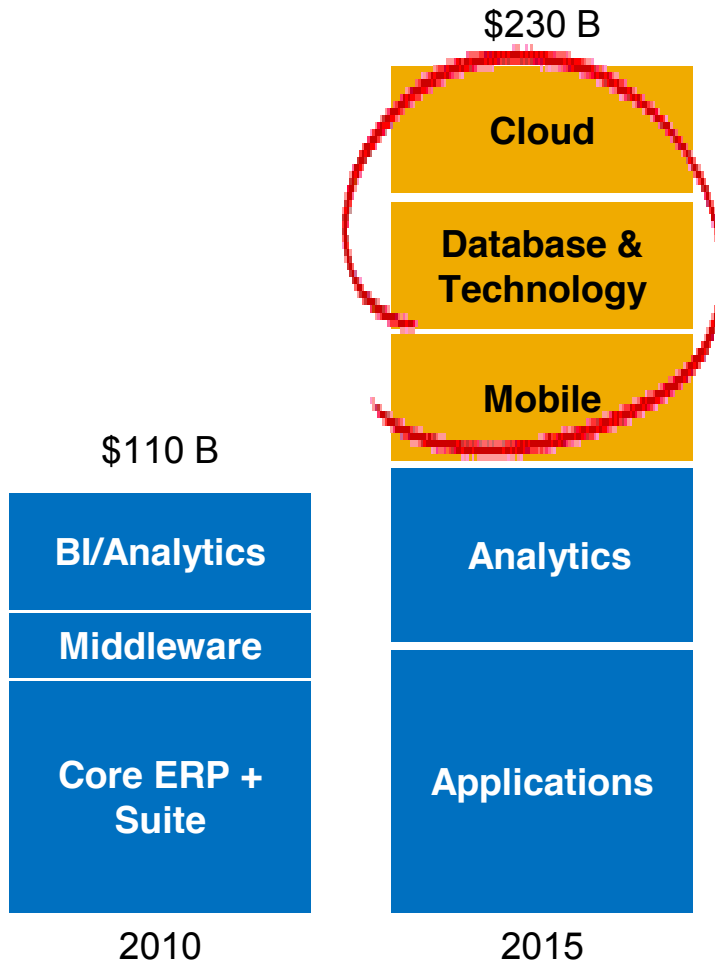 $230 B
Cloud
Database &
Technology
Mobile
Analytics
Applications
2015
$110 B
BI/Analytics
Middleware
Core ERP +
Suite
2010